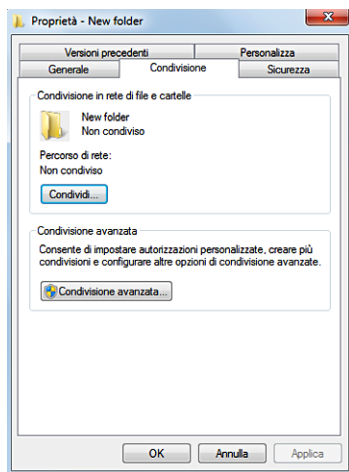 Proprietà - New folder
Versioni precedenti
Personalizza
Generale
Condivisione
Sicurezza
Condivisione in rete di file e cartelle
New folder
Non condiviso
Percorso di rete:
Non condiviso
Condividi...
Condivisione avanzata
Consente di impostare autorizzazioni personalizzate, creare più
condivisioni e configurare altre opzioni di condivisione avanzate.
Condivisione avanzata...
OK
Annulla
Applica